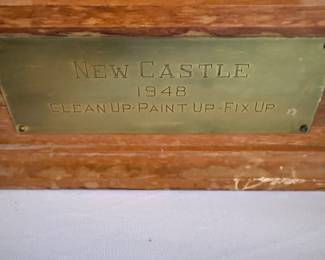 NEW CASTLE
1948
CLEAN UP-PAINT UP-FIX UP